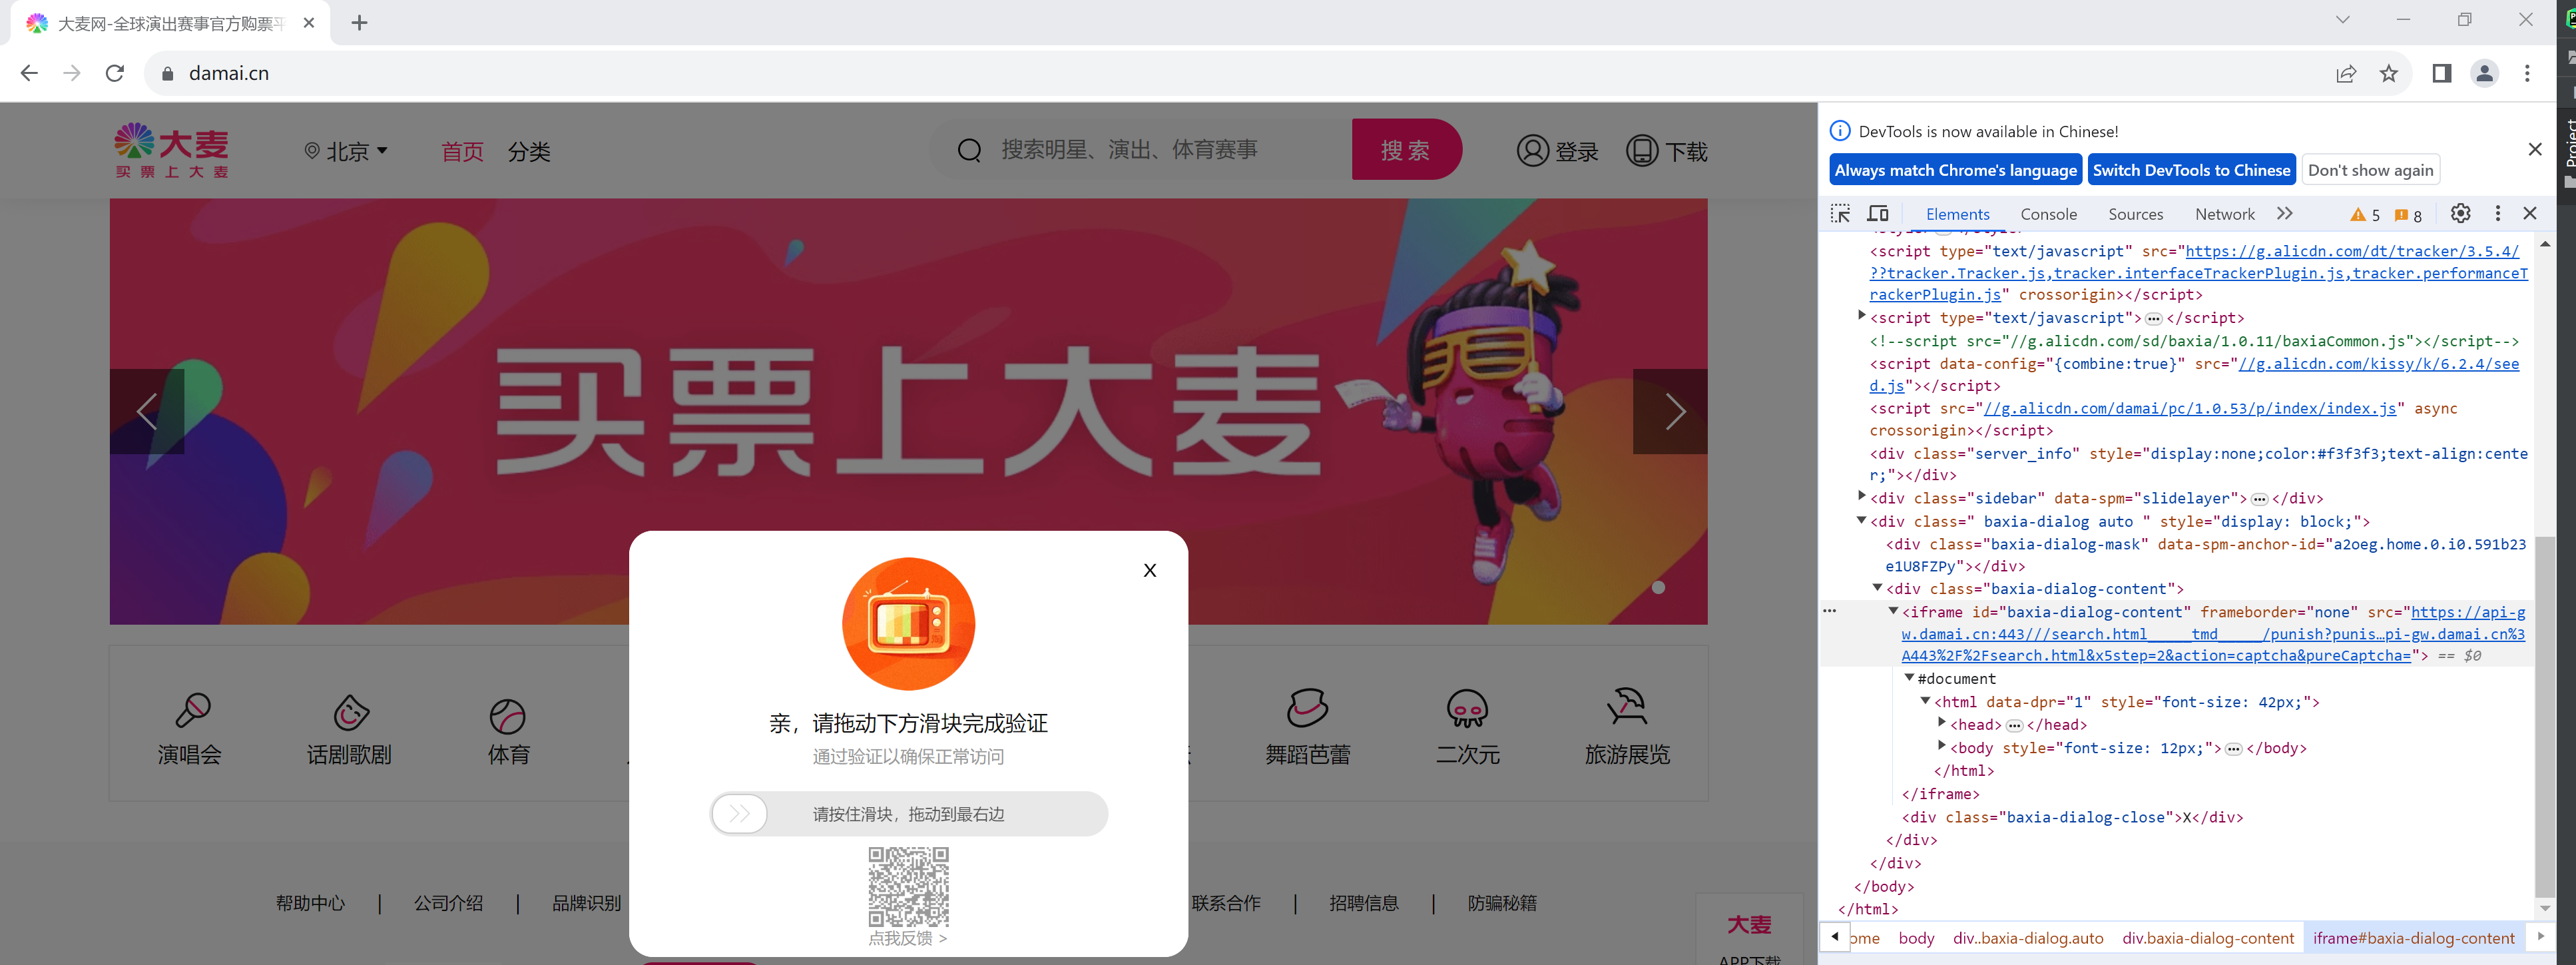 大麦网-全球演出赛事官方购票平
damai.cn
大麦
买票上大麦
北京
首页
分类
搜索明星、演出、体育赛事
搜 索
登录
下载
买票上大麦
演唱会
话剧歌剧
体育
舞蹈芭蕾
二次元
旅游展览
X
亲，请拖动下方滑块完成验证
通过验证以确保正常访问
请按住滑块，拖动到最右边
点我反馈 >
帮助中心 | 公司介绍 | 品牌识别
联系合作 | 招聘信息 | 防骗秘籍
大麦
APP下载
DevTools is now available in Chinese!
Always match Chrome's language
Switch DevTools to Chinese
Don't show again
Elements
Console
Sources
Network
5
8
<script type="text/javascript" src="https://g.alicdn.com/dt/tracker/3.5.4/
??tracker.Tracker.js,tracker.interfaceTrackerPlugin.js,tracker.performanceT
rackerPlugin.js" crossorigin></script>
<script type="text/javascript">…</script>
<!--script src="//g.alicdn.com/sd/baxia/1.0.11/baxiaCommon.js"></script-->
<script data-config="{combine:true}" src="//g.alicdn.com/kissy/k/6.2.4/see
d.js"></script>
<script src="//g.alicdn.com/damai/pc/1.0.53/p/index/index.js" async
crossorigin></script>
<div class="server_info" style="display:none;color:#f3f3f3;text-align:cente
r;"></div>
<div class="sidebar" data-spm="slidelayer">…</div>
<div class=" baxia-dialog auto " style="display: block;">
<div class="baxia-dialog-mask" data-spm-anchor-id="a2oeg.home.0.i0.591b23
e1U8FZPy"></div>
<div class="baxia-dialog-content">
<iframe id="baxia-dialog-content" frameborder="none" src="https://api-g
w.damai.cn:443///search.html_____tmd_____/punish?punis…pi-gw.damai.cn%3
A443%2F%2Fsearch.html&x5step=2&action=captcha&pureCaptcha="> == $0
#document
<html data-dpr="1" style="font-size: 42px;">
<head>…</head>
<body style="font-size: 12px;">…</body>
</html>
</iframe>
<div class="baxia-dialog-close">X</div>
</div>
</div>
</body>
</html>
ome
body
div..baxia-dialog.auto
div.baxia-dialog-content
iframe#baxia-dialog-content
Project